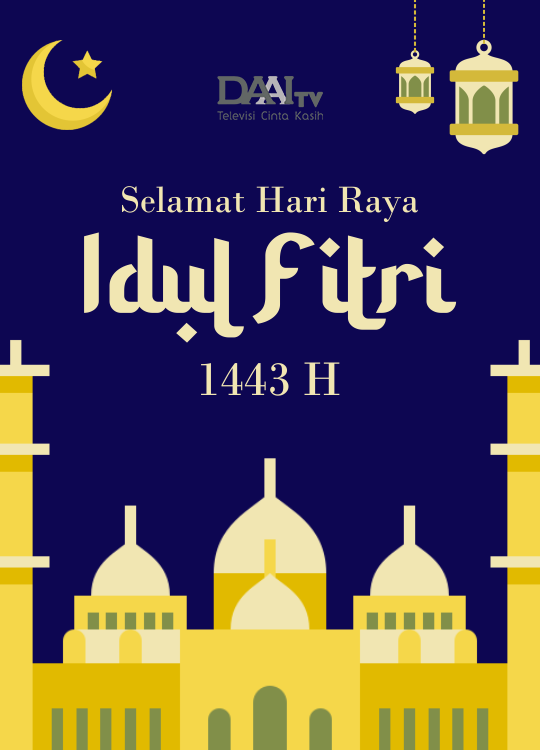 DAAI TV
Televisi Cinta Kasih
Selamat Hari Raya
Idul Fitri
1443 H